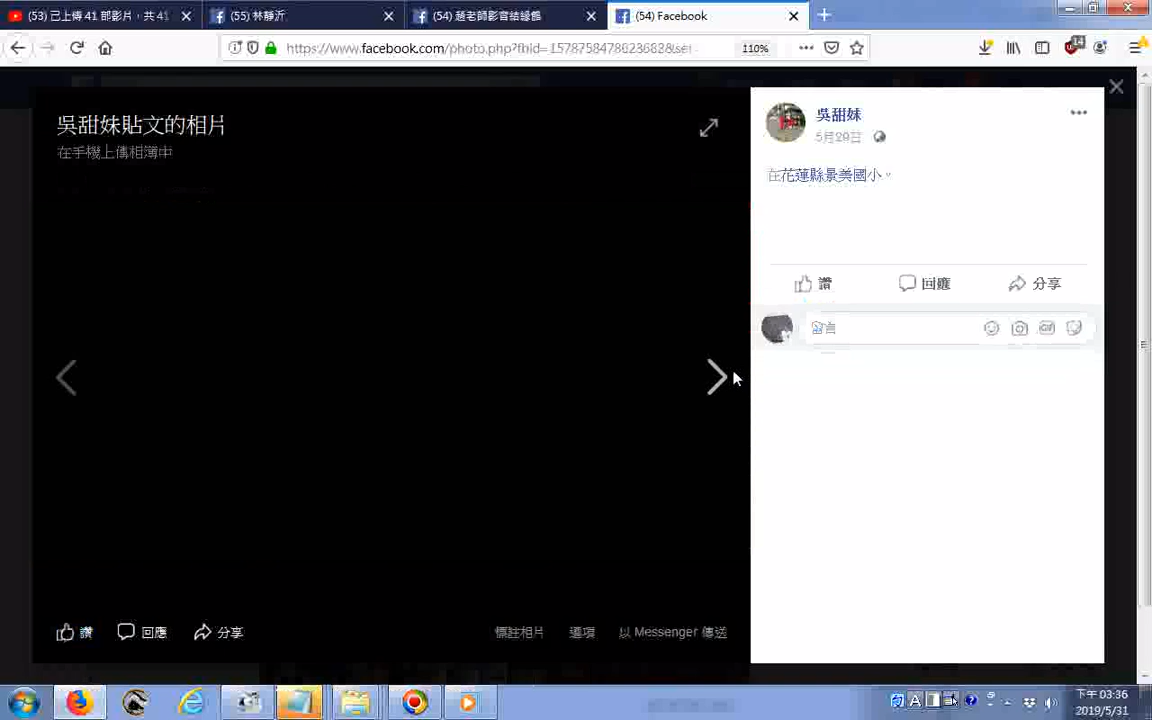 (53) 已上傳 41 部影片，共 41
(55) 林靜沂
(54) 趙老師影音結緣館
(54) Facebook
https://www.facebook.com/photo.php?fbid=1578758478623682&set
110%
14
吳甜妹貼文的相片
在手機上傳相簿中
吳甜妹
5月29日
在花蓮縣景美國小。
讚
回應
分享
留言
GIF
讚
回應
分享
標註相片
選項
以 Messenger 傳送
A
下午 03:36
2019/5/31